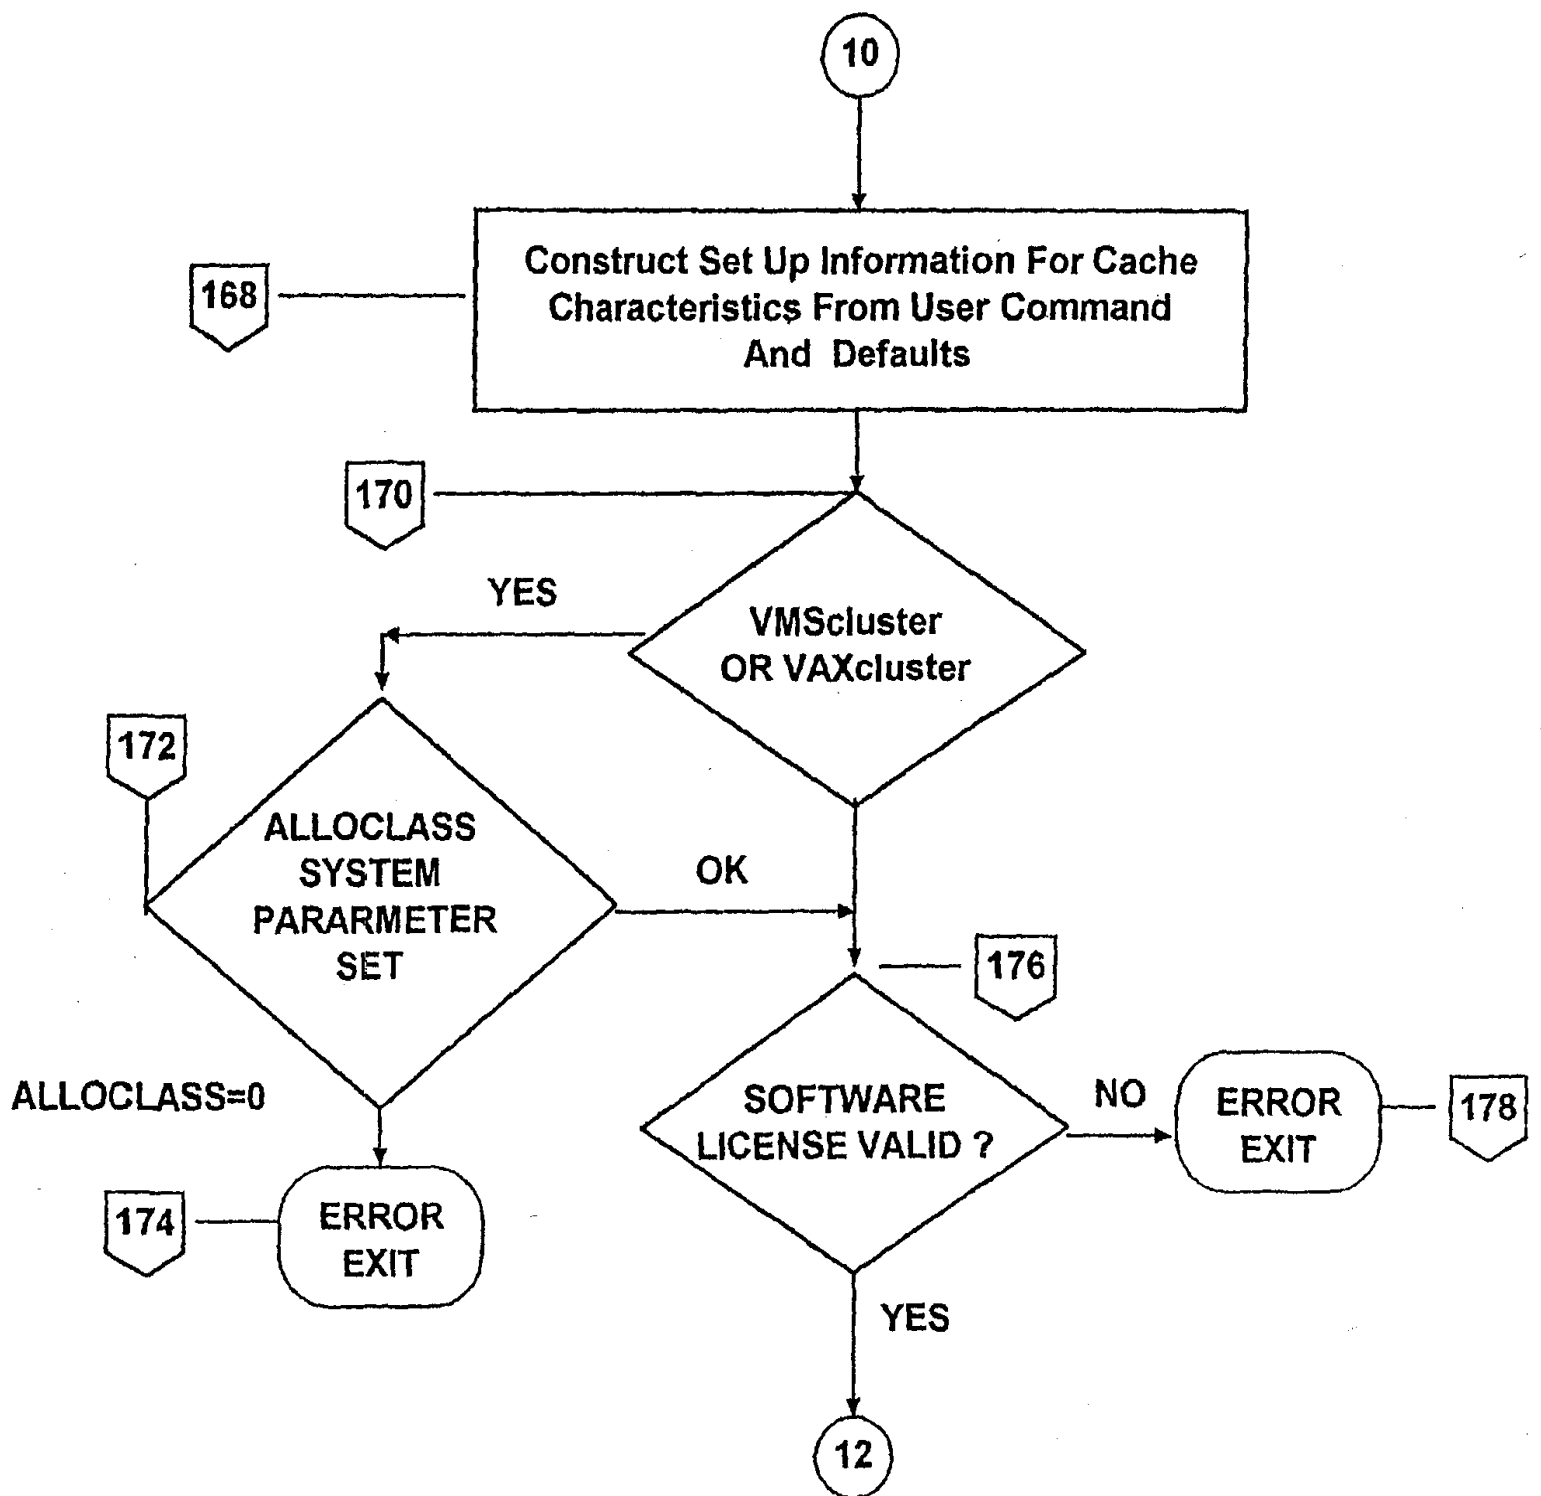 10
168
Construct Set Up Information For Cache
Characteristics From User Command
And Defaults
170
YES
VMScluster
OR VAXcluster
172
ALLOCLASS
SYSTEM
PARARMETER
SET
OK
176
ALLOCLASS=0
SOFTWARE
LICENSE VALID ?
NO
ERROR
EXIT
178
174
ERROR
EXIT
YES
12